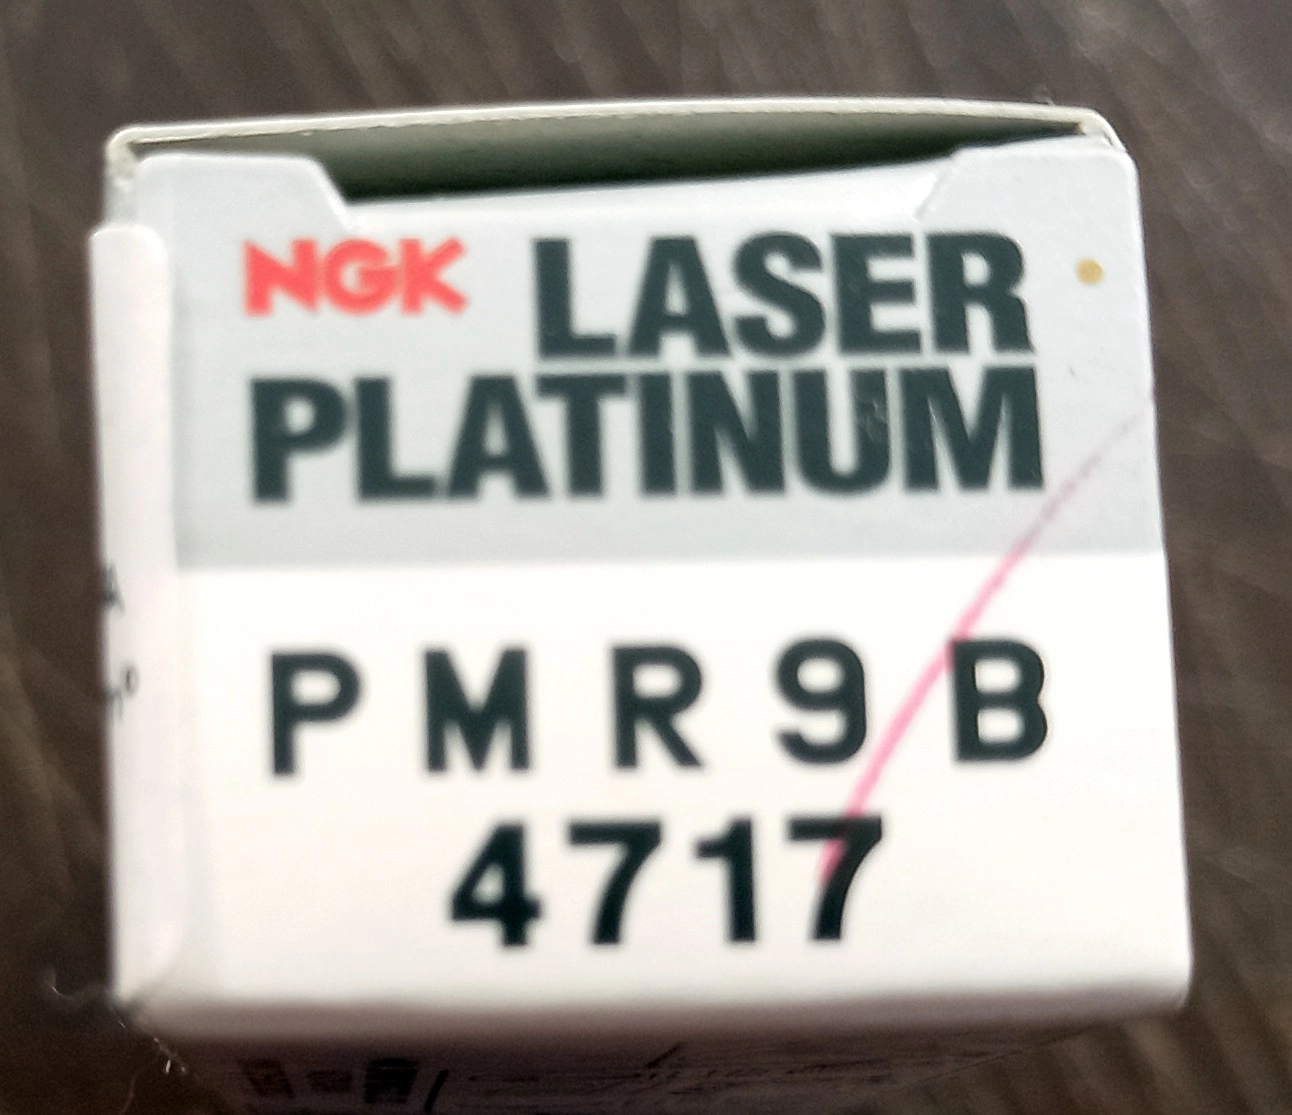 NGK LASER
PLATINUM
PMR9B
4717